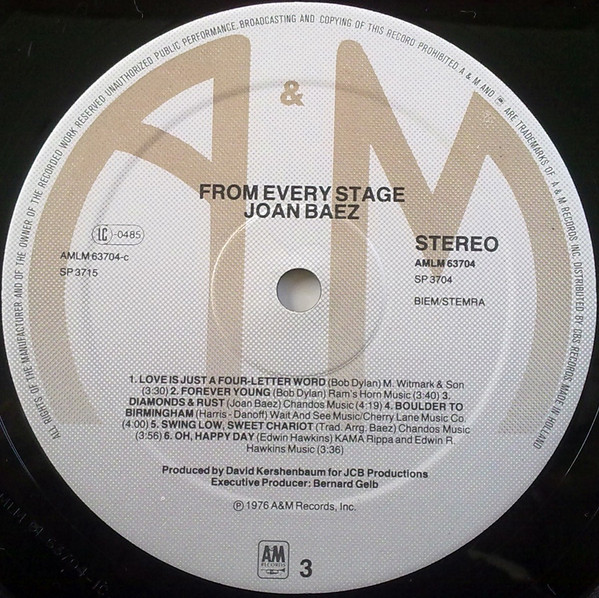 ALL RIGHTS OF THE MANUFACTURER AND OF THE OWNER OF THE RECORDED WORK RESERVED. UNAUTHORIZED PUBLIC PERFORMANCE, BROADCASTING AND COPYING OF THIS RECORD PROHIBITED. A & M AND ARE TRADEMARKS OF A & M RECORDS INC. DISTRIBUTED BY CBS RECORDS. MADE IN HOLLAND
A & M
FROM EVERY STAGE
JOAN BAEZ
LC-0485
STEREO
AMLM 63704-c
AMLM 63704
SP 3715
SP 3704
BIEM/STEMRA
1. LOVE IS JUST A FOUR-LETTER WORD (Bob Dylan) M. Witmark & Son
(3:30) 2. FOREVER YOUNG (Bob Dylan) Ram's Horn Music (3:40) 3.
DIAMONDS & RUST (Joan Baez) Chandos Music (4:19) 4. BOULDER TO
BIRMINGHAM (Harris - Danoff) Wait And See Music/Cherry Lane Music Co.
(4:00) 5. SWING LOW, SWEET CHARIOT (Trad. Arrg. Baez) Chandos Music
(3:56) 6. OH, HAPPY DAY (Edwin Hawkins) KAMA Rippa and Edwin R.
Hawkins Music (3:36)
Produced by David Kershenbaum for JCB Productions
Executive Producer: Bernard Gelb
℗ 1976 A&M Records, Inc.
AM
RECORDS
3